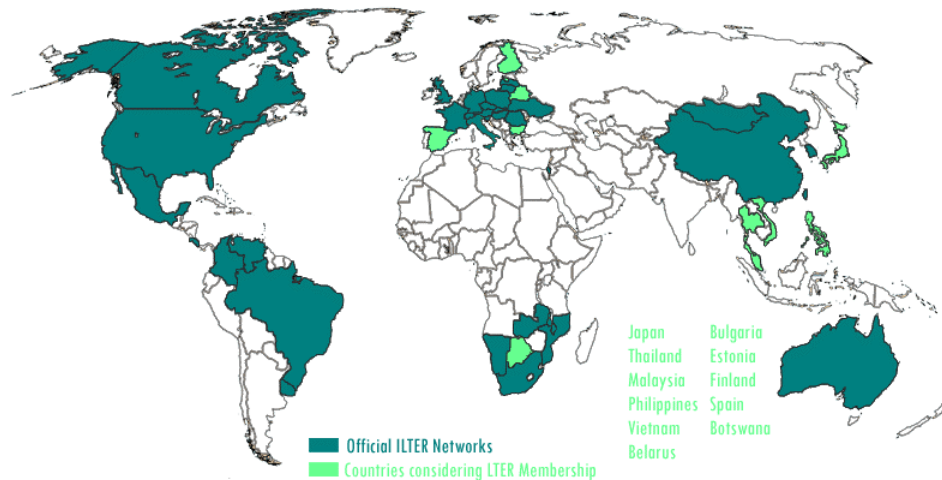 Japan Bulgaria
Thailand Estonia
Malaysia Finland
Philippines Spain
Vietnam Botswana
Belarus
Official ILTER Networks
Countries considering LTER Membership